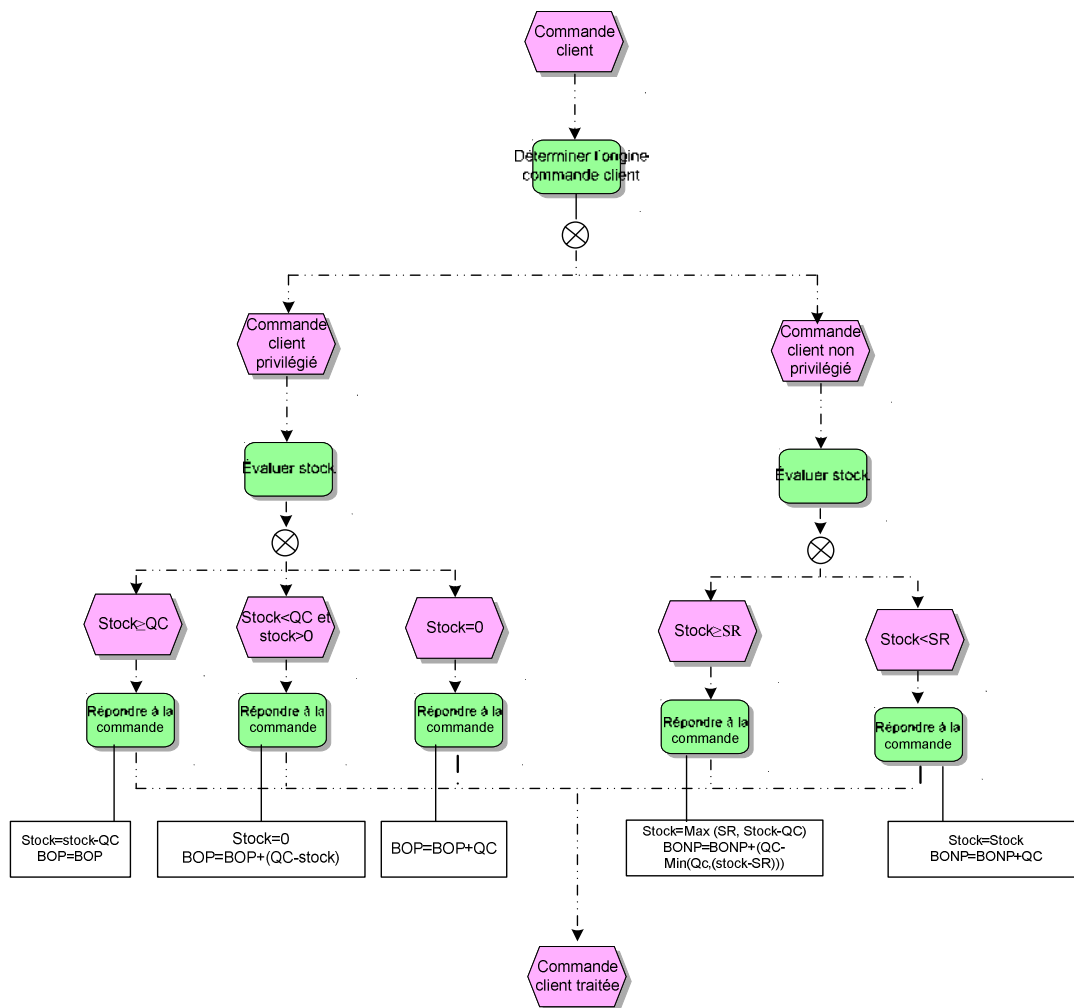 Commande
client
Déterminer l'origine
commande client
Commande
client
privilégié
Commande
client non
privilégié
Évaluer stock
Évaluer stock
Stock≥QC
Stock<QC et
stock>0
Stock=0
Stock≥SR
Stock<SR
Répondre à la
commande
Répondre à la
commande
Répondre à la
commande
Répondre à la
commande
Répondre à la
commande
Stock=stock-QC
BOP=BOP
Stock=0
BOP=BOP+(QC-stock)
BOP=BOP+QC
Stock=Max (SR, Stock-QC)
BONP=BONP+(QC-
Min(Qc,(stock-SR)))
Stock=Stock
BONP=BONP+QC
Commande
client traitée